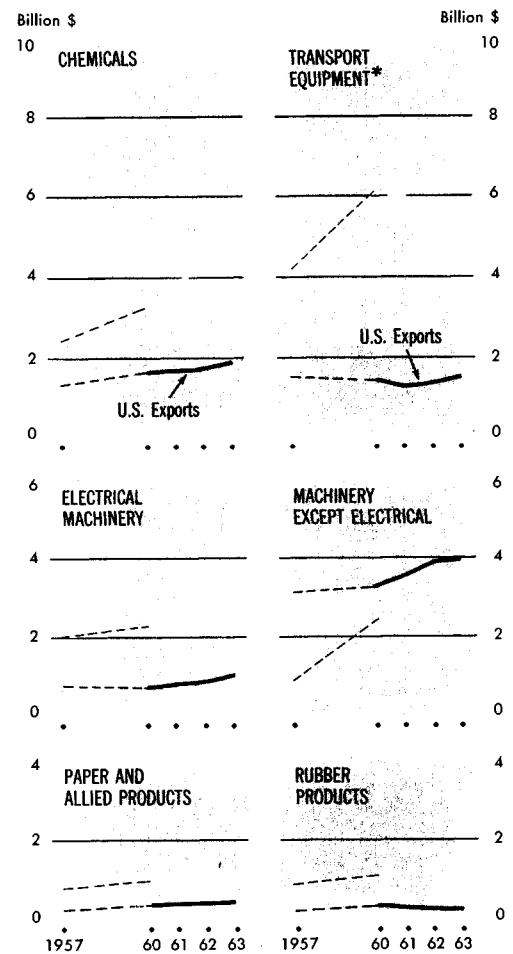 Billion $
Billion $
10
10
CHEMICALS
TRANSPORT
EQUIPMENT*
8
8
6
6
4
4
U.S. Exports
2
2
U.S. Exports
0
0
6
6
ELECTRICAL
MACHINERY
MACHINERY
EXCEPT ELECTRICAL
4
4
2
2
0
0
4
4
PAPER AND
ALLIED PRODUCTS
RUBBER
PRODUCTS
2
2
0
0
1957 60 61 62 63
1957 60 61 62 63